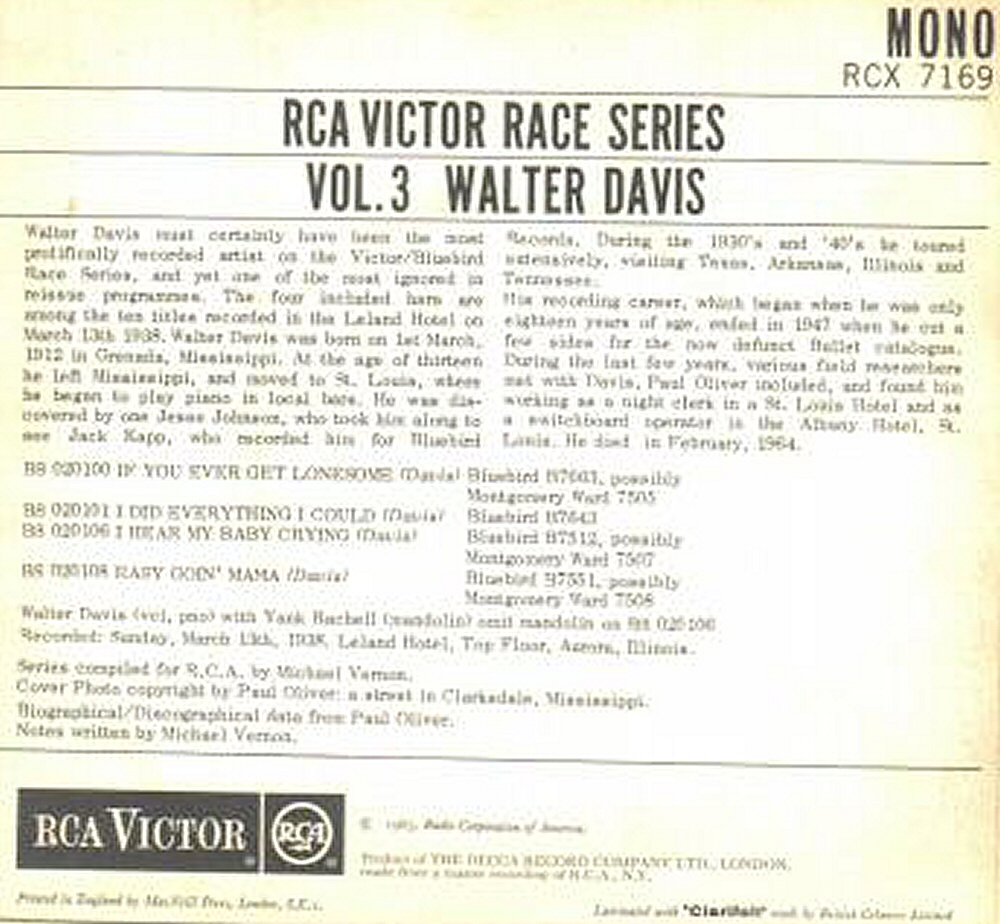 MONO
RCX 7169
RCA VICTOR RACE SERIES
VOL. 3 WALTER DAVIS
Walter Davis must certainly have been the most
prolifically recorded artist on the Victor/Bluebird
Race Series, and yet one of the most ignored in
reissue programmes. The four included here are
among the ten titles recorded in the Leland Hotel on
March 13th 1938. Walter Davis was born on 1st March,
1912 in Grenada, Mississippi. At the age of thirteen
he left Mississippi, and moved to St. Louis, where
he began to play piano in local bars. He was dis-
covered by one Jesse Johnson, who took him along to
see Jack Kapp, who recorded him for Bluebird
Records. During the 1930's and '40's he toured
extensively, visiting Texas, Arkansas, Illinois and
Tennessee.
His recording career, which began when he was only
eighteen years of age, ended in 1947 when he cut a
few sides for the now defunct Bullet catalogue.
During the last few years, various field researchers
met with Davis, Paul Oliver included, and found him
working as a night clerk in a St. Louis Hotel and as
a switchboard operator in the Albany Hotel, St.
Louis. He died in February, 1964.
BS 020100 IF YOU EVER GET LONESOME (Davis) Bluebird B7663, possibly
Montgomery Ward 7505
BS 020101 I DID EVERYTHING I COULD (Davis) Bluebird B7643
BS 020106 I HEAR MY BABY CRYING (Davis) Bluebird B7512, possibly
Montgomery Ward 7507
BS 020108 EASY GOIN' MAMA (Davis) Bluebird B7551, possibly
Montgomery Ward 7508
Walter Davis (vcl, pno) with Yank Rachell (mandolin) omit mandolin on BS 020106
Recorded: Sunday, March 13th, 1938, Leland Hotel, Top Floor, Aurora, Illinois.
Series compiled for R.C.A. by Michael Vernon.
Cover Photo copyright by Paul Oliver: a street in Clarksdale, Mississippi.
Biographical/Discographical data from Paul Oliver.
Notes written by Michael Vernon.
RCA VICTOR RCA
© 1965, Radio Corporation of America.
Product of THE DECCA RECORD COMPANY LTD., LONDON,
made from a master recording of R.C.A., N.Y.
Printed in England by MacNeill Press, London, S.E.1.
Laminated with "Clarifoil" made by British Celanese Limited